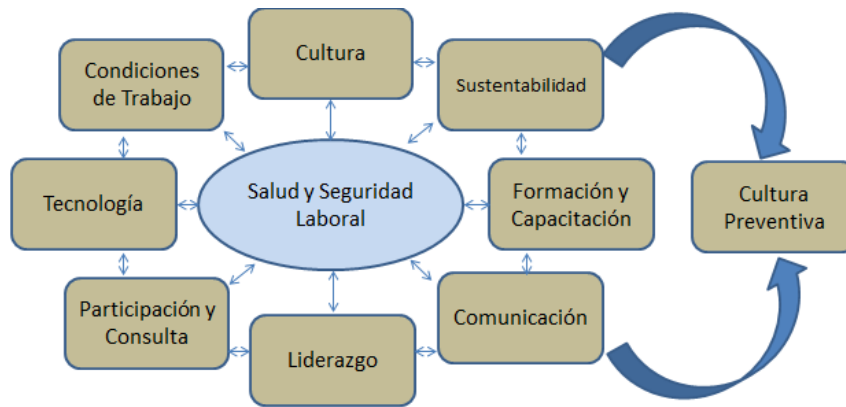 Cultura
Condiciones
de Trabajo
Sustentabilidad
Tecnología
Salud y Seguridad
Laboral
Formación y
Capacitación
Cultura
Preventiva
Participación y
Consulta
Liderazgo
Comunicación